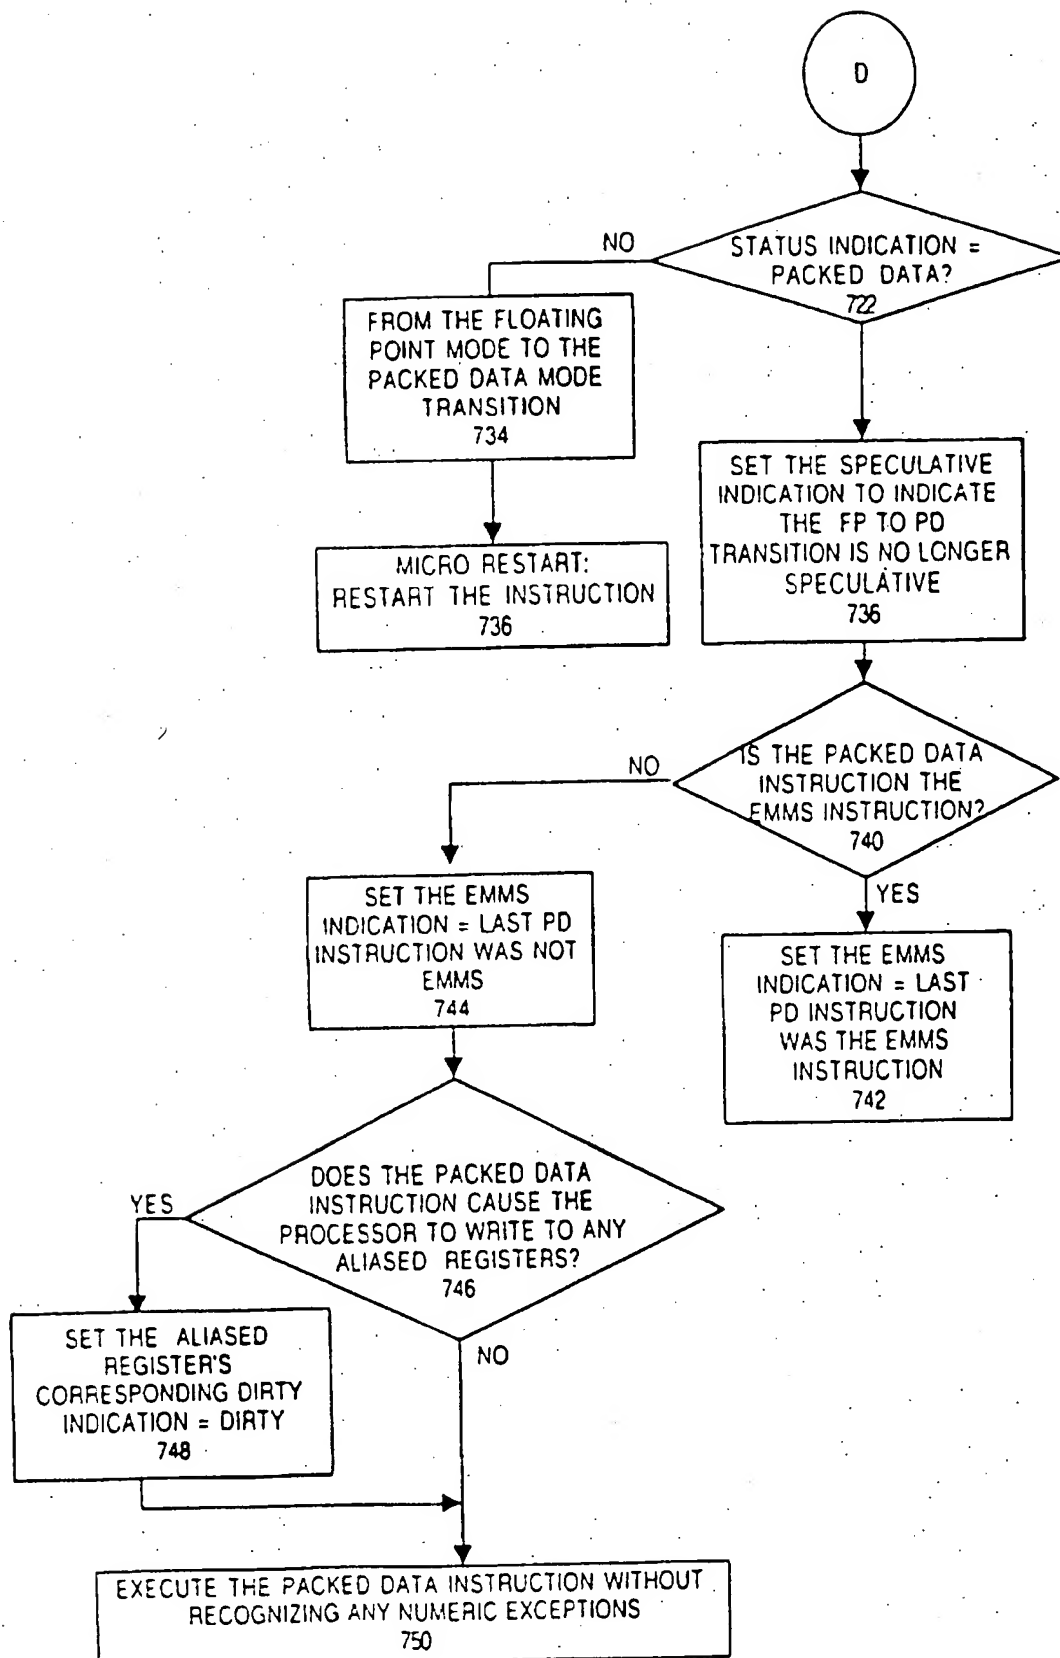 D
NO
STATUS INDICATION =
PACKED DATA?
722
FROM THE FLOATING
POINT MODE TO THE
PACKED DATA MODE
TRANSITION
734
SET THE SPECULATIVE
INDICATION TO INDICATE
THE FP TO PD
TRANSITION IS NO LONGER
SPECULATIVE
736
MICRO RESTART:
RESTART THE INSTRUCTION
736
NO
IS THE PACKED DATA
INSTRUCTION THE
EMMS INSTRUCTION?
740
YES
SET THE EMMS
INDICATION = LAST PD
INSTRUCTION WAS NOT
EMMS
744
SET THE EMMS
INDICATION = LAST
PD INSTRUCTION
WAS THE EMMS
INSTRUCTION
742
YES
DOES THE PACKED DATA
INSTRUCTION CAUSE THE
PROCESSOR TO WRITE TO ANY
ALIASED REGISTERS?
746
NO
SET THE ALIASED
REGISTER'S
CORRESPONDING DIRTY
INDICATION = DIRTY
748
EXECUTE THE PACKED DATA INSTRUCTION WITHOUT
RECOGNIZING ANY NUMERIC EXCEPTIONS
750